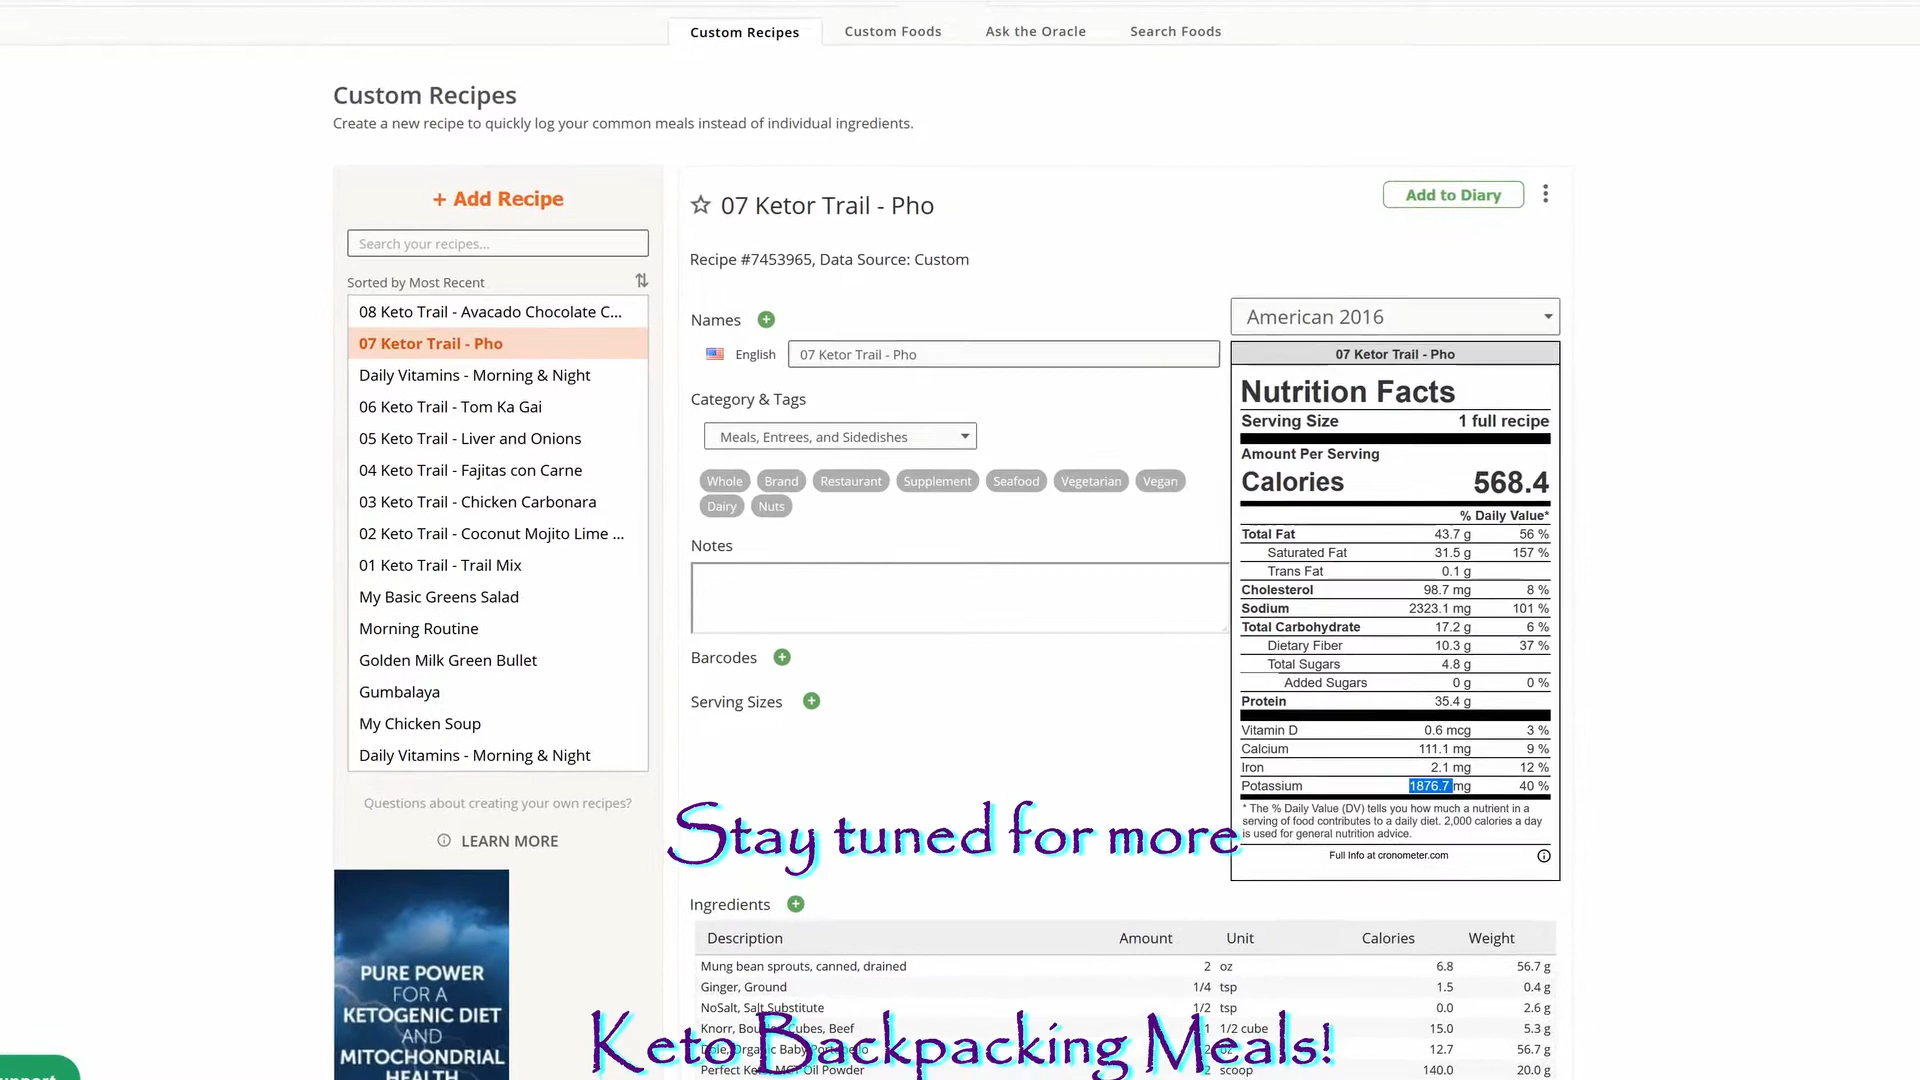 Custom Recipes
Custom Foods
Ask the Oracle
Search Foods
Custom Recipes
Create a new recipe to quickly log your common meals instead of individual ingredients.
+ Add Recipe
Search your recipes...
Sorted by Most Recent
08 Keto Trail - Avacado Chocolate C...
07 Ketor Trail - Pho
Daily Vitamins - Morning & Night
06 Keto Trail - Tom Ka Gai
05 Keto Trail - Liver and Onions
04 Keto Trail - Fajitas con Carne
03 Keto Trail - Chicken Carbonara
02 Keto Trail - Coconut Mojito Lime ...
01 Keto Trail - Trail Mix
My Basic Greens Salad
Morning Routine
Golden Milk Green Bullet
Gumbalaya
My Chicken Soup
Daily Vitamins - Morning & Night
Questions about creating your own recipes?
LEARN MORE
PURE POWER
FOR A
KETOGENIC DIET
AND
MITOCHONDRIAL
HEALTH
07 Ketor Trail - Pho
Add to Diary
Recipe #7453965, Data Source: Custom
Names
English 07 Ketor Trail - Pho
Category & Tags
Meals, Entrees, and Sidedishes
Whole Brand Restaurant Supplement Seafood Vegetarian Vegan
Dairy Nuts
Notes
Barcodes
Serving Sizes
American 2016
07 Ketor Trail - Pho
Nutrition Facts
Serving Size 1 full recipe
Amount Per Serving
Calories 568.4
% Daily Value*
Total Fat 43.7 g 56 %
Saturated Fat 31.5 g 157 %
Trans Fat 0.1 g
Cholesterol 98.7 mg 8 %
Sodium 2323.1 mg 101 %
Total Carbohydrate 17.2 g 6 %
Dietary Fiber 10.3 g 37 %
Total Sugars 4.8 g
Added Sugars 0 g 0 %
Protein 35.4 g
Vitamin D 0.6 mcg 3 %
Calcium 111.1 mg 9 %
Iron 2.1 mg 12 %
Potassium 1876.7 mg 40 %
* The % Daily Value (DV) tells you how much a nutrient in a
serving of food contributes to a daily diet. 2,000 calories a day
is used for general nutrition advice.
Full Info at cronometer.com
Stay tuned for more
Ingredients
Description Amount Unit Calories Weight
Mung bean sprouts, canned, drained 2 oz 6.8 56.7 g
Ginger, Ground 1/4 tsp 1.5 0.4 g
NoSalt, Salt Substitute 1/2 tsp 0.0 2.6 g
Knorr, Cubes, Beef 1 1/2 cube 15.0 5.3 g
Dole, Organic Baby 2 oz 12.7 56.7 g
Perfect Keto, MCT Oil Powder 2 scoop 140.0 20.0 g
Keto Backpacking Meals!